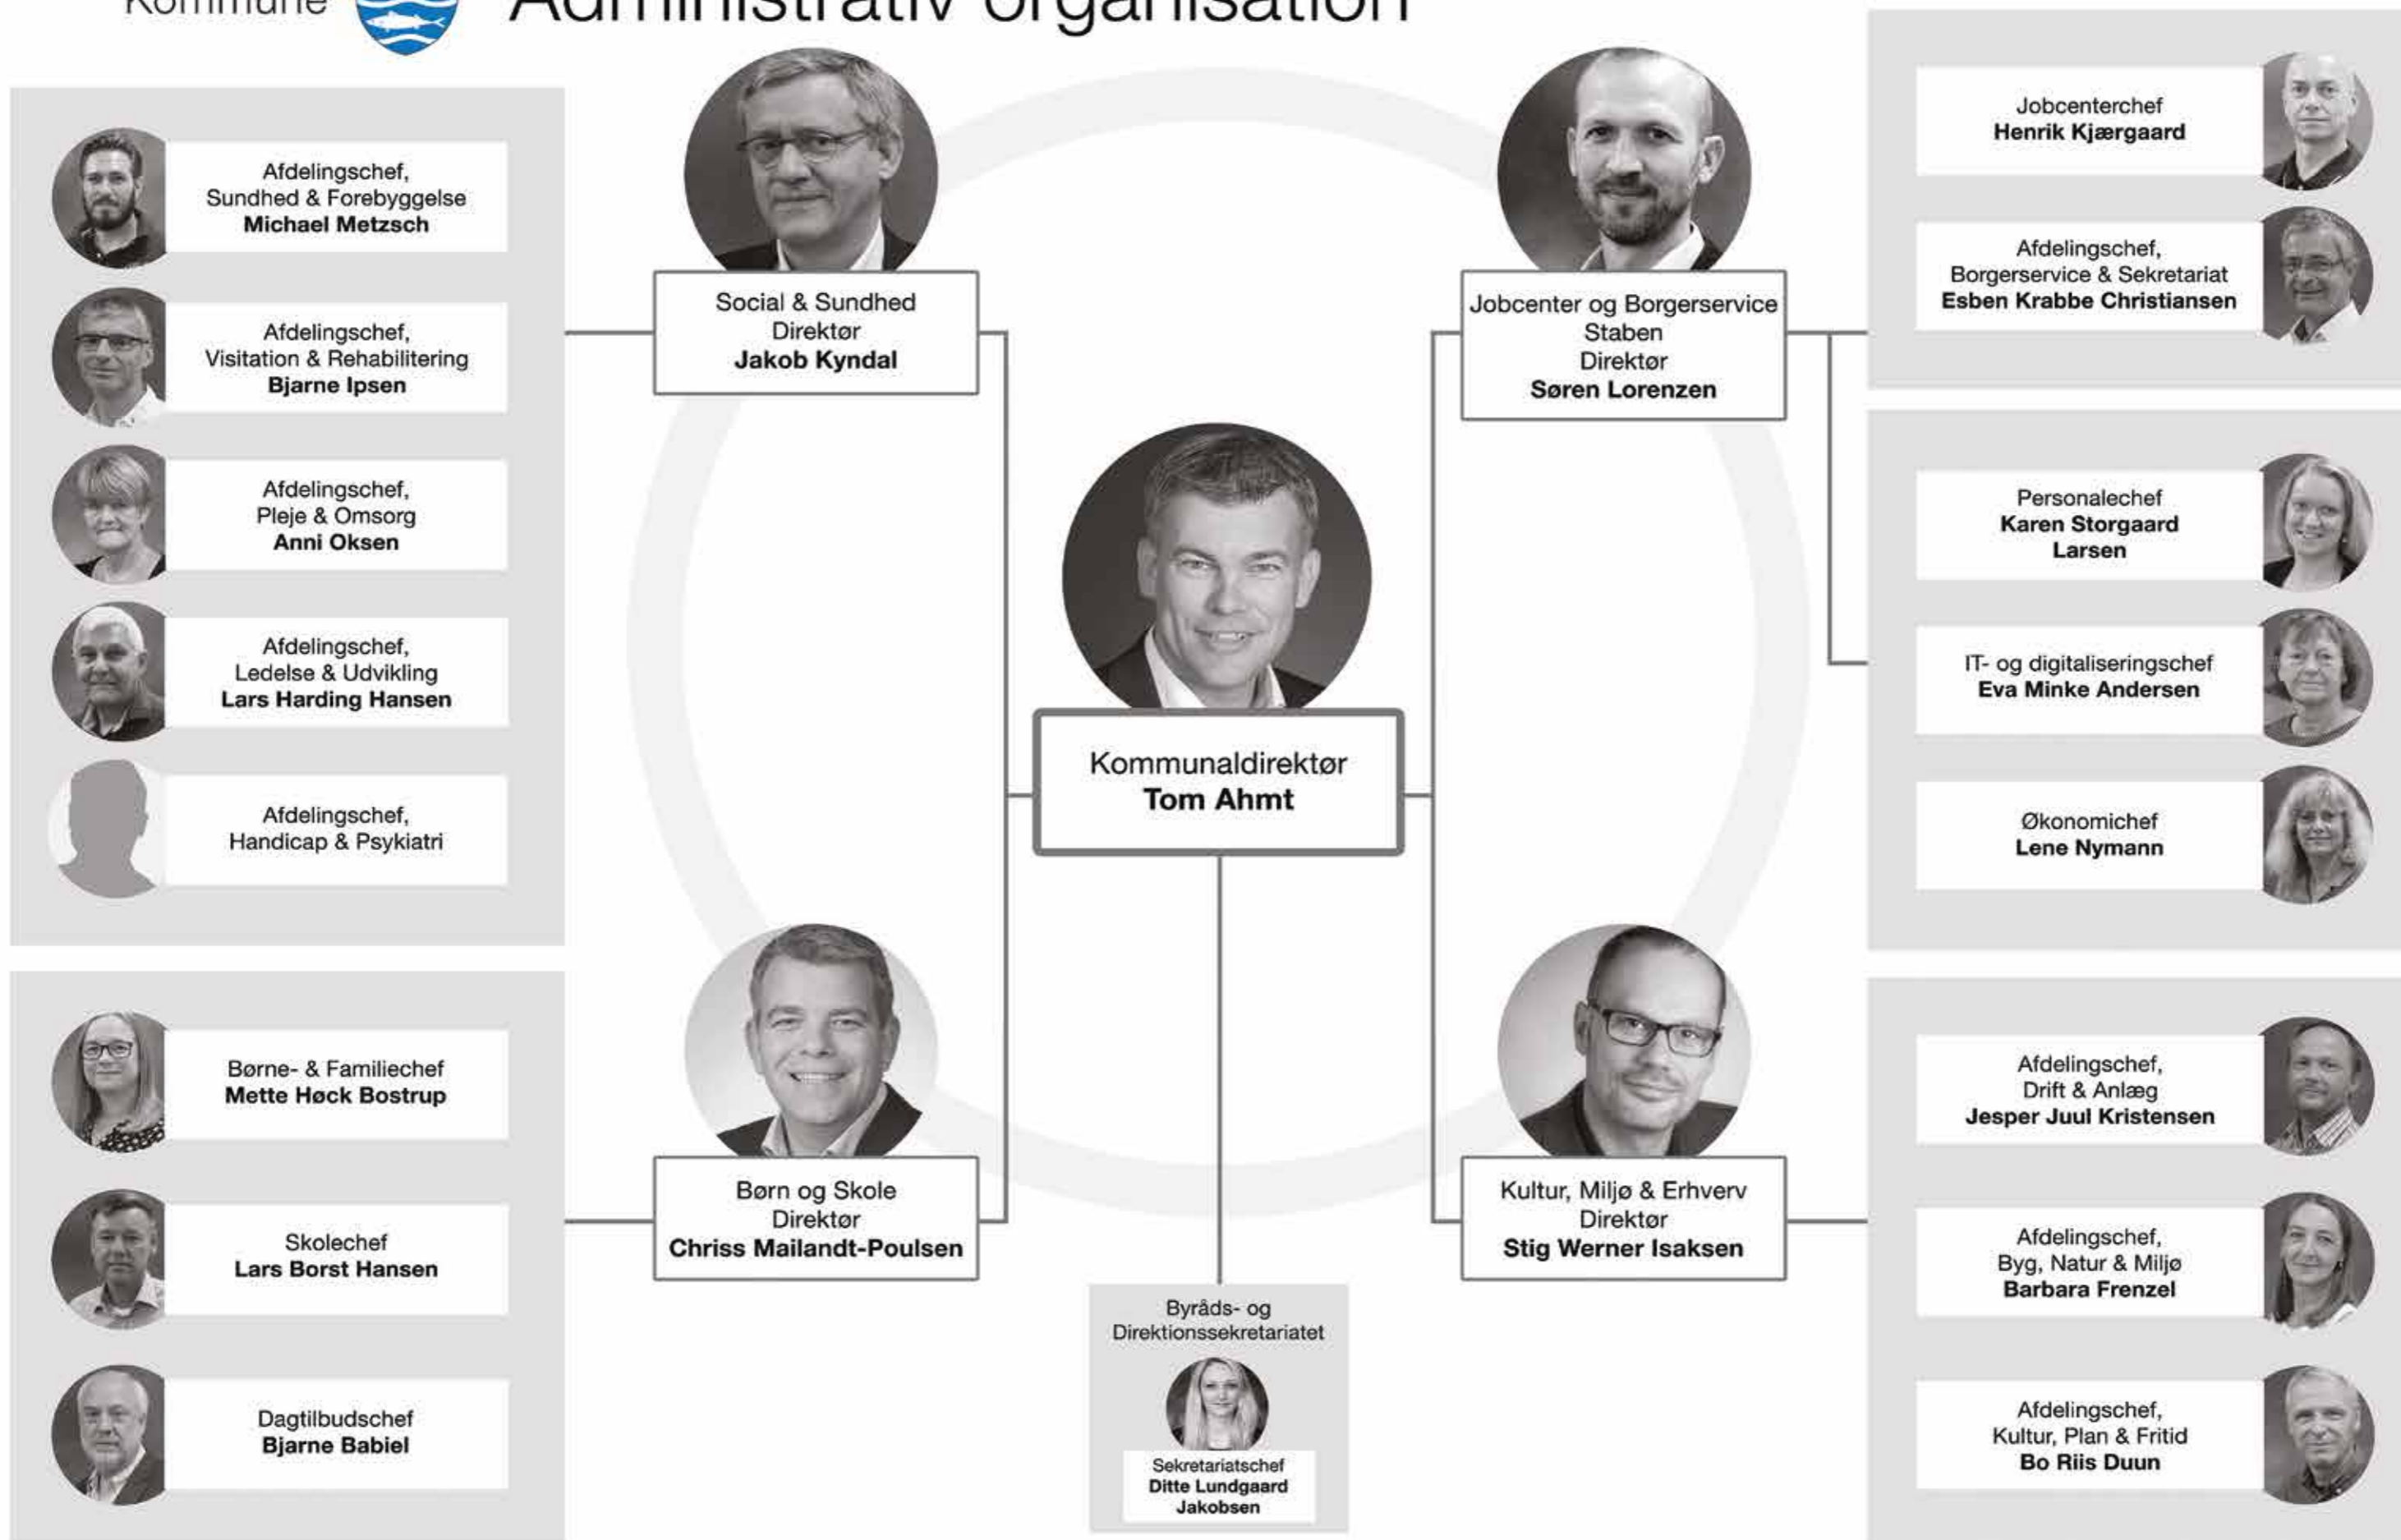 Kommune
Administrativ organisation
Afdelingschef,
Sundhed & Forebyggelse
Michael Metzsch
Afdelingschef,
Visitation & Rehabilitering
Bjarne Ipsen
Afdelingschef,
Pleje & Omsorg
Anni Oksen
Afdelingschef,
Ledelse & Udvikling
Lars Harding Hansen
Afdelingschef,
Handicap & Psykiatri
Børne- & Familiechef
Mette Høck Bostrup
Skolechef
Lars Borst Hansen
Dagtilbudschef
Bjarne Babiel
Social & Sundhed
Direktør
Jakob Kyndal
Børn og Skole
Direktør
Chriss Mailandt-Poulsen
Kommunaldirektør
Tom Ahmt
Byråds- og
Direktionssekretariatet
Sekretariatschef
Ditte Lundgaard
Jakobsen
Jobcenter og Borgerservice
Staben
Direktør
Søren Lorenzen
Kultur, Miljø & Erhverv
Direktør
Stig Werner Isaksen
Jobcenterchef
Henrik Kjærgaard
Afdelingschef,
Borgerservice & Sekretariat
Esben Krabbe Christiansen
Personalechef
Karen Storgaard
Larsen
IT- og digitaliseringschef
Eva Minke Andersen
Økonomichef
Lene Nymann
Afdelingschef,
Drift & Anlæg
Jesper Juul Kristensen
Afdelingschef,
Byg, Natur & Miljø
Barbara Frenzel
Afdelingschef,
Kultur, Plan & Fritid
Bo Riis Duun